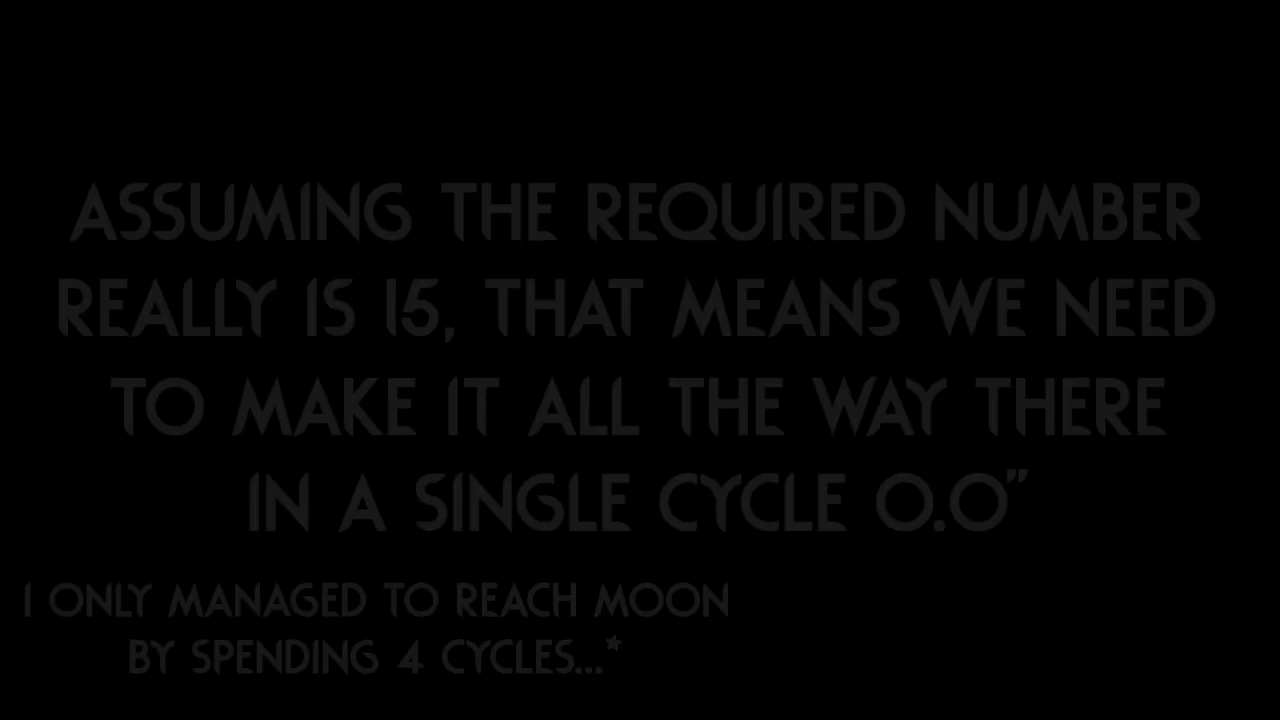 ASSUMING THE REQUIRED NUMBER
REALLY IS 15, THAT MEANS WE NEED
TO MAKE IT ALL THE WAY THERE
IN A SINGLE CYCLE O.O"
I ONLY MANAGED TO REACH MOON
BY SPENDING 4 CYCLES...*